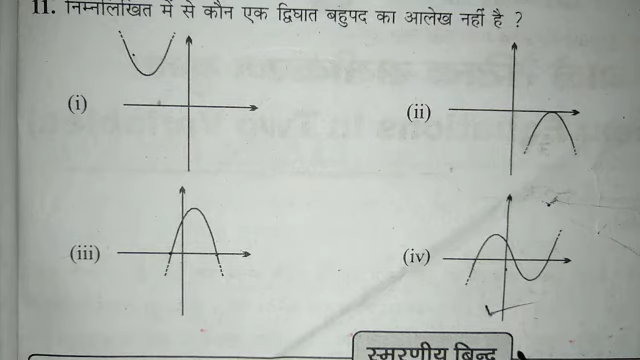 11. निम्नलिखित में से कौन एक द्विघात बहुपद का आलेख नहीं है ?
(i)
(ii)
(iii)
(iv)
स्मरणीय बिन्दु